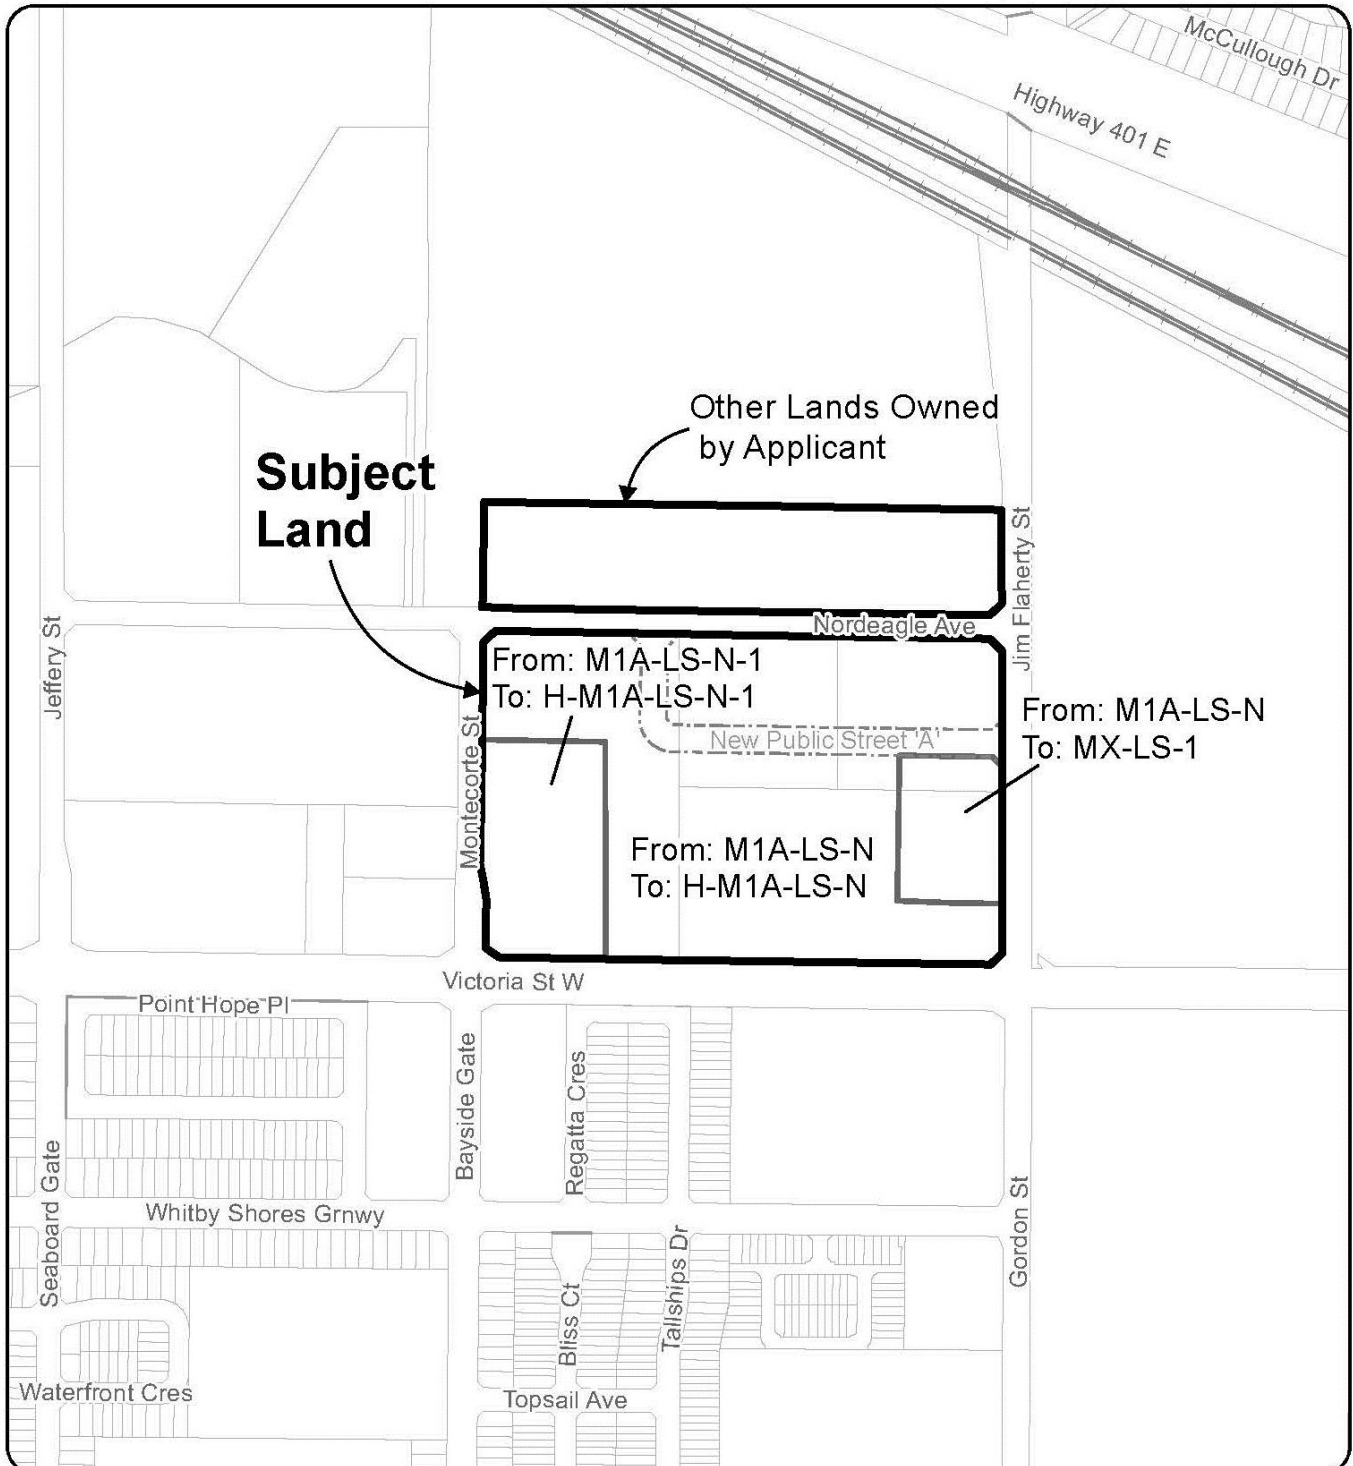 McCullough Dr
Highway 401 E
Other Lands Owned
by Applicant
Subject
Land
Jim Flaherty St
Nordeagle Ave
Jeffery St
From: M1A-LS-N-1
To: H-M1A-LS-N-1
From: M1A-LS-N
To: MX-LS-1
New Public Street 'A'
Montecorte St
From: M1A-LS-N
To: H-M1A-LS-N
Victoria St W
Point Hope Pl
Bayside Gate
Regatta Cres
Seaboard Gate
Whitby Shores Grnwy
Gordon St
Tallships Dr
Bliss Ct
Waterfront Cres
Topsail Ave